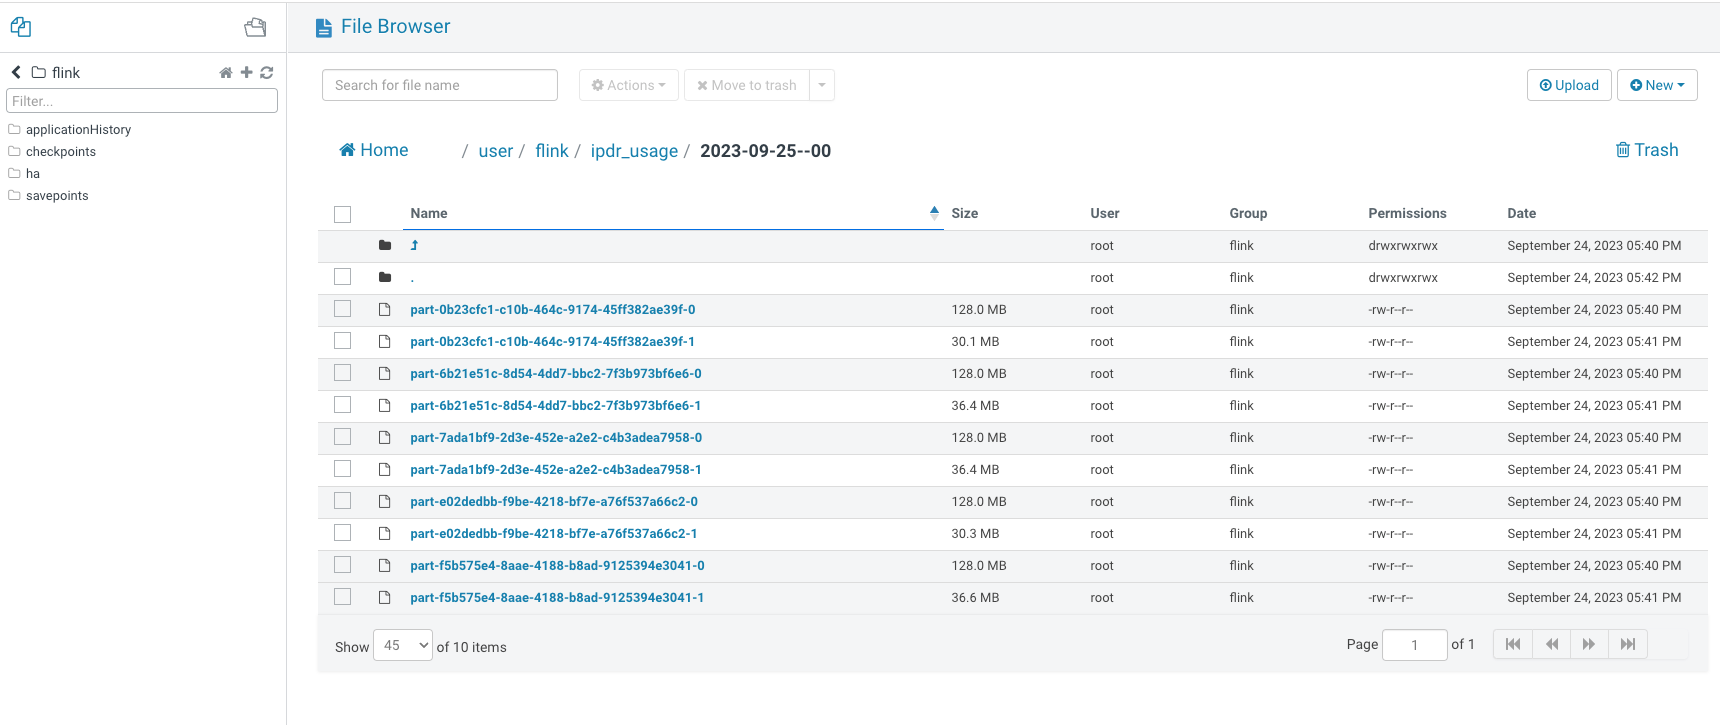 File Browser
flink
Filter...
applicationHistory
checkpoints
ha
savepoints
Search for file name
Actions
Move to trash
Upload
New
Home / user / flink / ipdr_usage / 2023-09-25--00
Trash
Name Size User Group Permissions Date
root flink drwxrwxrwx September 24, 2023 05:40 PM
. root flink drwxrwxrwx September 24, 2023 05:42 PM
part-0b23cfc1-c10b-464c-9174-45ff382ae39f-0 128.0 MB root flink -rw-r--r-- September 24, 2023 05:40 PM
part-0b23cfc1-c10b-464c-9174-45ff382ae39f-1 30.1 MB root flink -rw-r--r-- September 24, 2023 05:41 PM
part-6b21e51c-8d54-4dd7-bbc2-7f3b973bf6e6-0 128.0 MB root flink -rw-r--r-- September 24, 2023 05:40 PM
part-6b21e51c-8d54-4dd7-bbc2-7f3b973bf6e6-1 36.4 MB root flink -rw-r--r-- September 24, 2023 05:41 PM
part-7ada1bf9-2d3e-452e-a2e2-c4b3adea7958-0 128.0 MB root flink -rw-r--r-- September 24, 2023 05:40 PM
part-7ada1bf9-2d3e-452e-a2e2-c4b3adea7958-1 36.4 MB root flink -rw-r--r-- September 24, 2023 05:41 PM
part-e02dedbb-f9be-4218-bf7e-a76f537a66c2-0 128.0 MB root flink -rw-r--r-- September 24, 2023 05:40 PM
part-e02dedbb-f9be-4218-bf7e-a76f537a66c2-1 30.3 MB root flink -rw-r--r-- September 24, 2023 05:41 PM
part-f5b575e4-8aae-4188-b8ad-9125394e3041-0 128.0 MB root flink -rw-r--r-- September 24, 2023 05:40 PM
part-f5b575e4-8aae-4188-b8ad-9125394e3041-1 36.6 MB root flink -rw-r--r-- September 24, 2023 05:41 PM
Show 45 of 10 items
Page 1 of 1